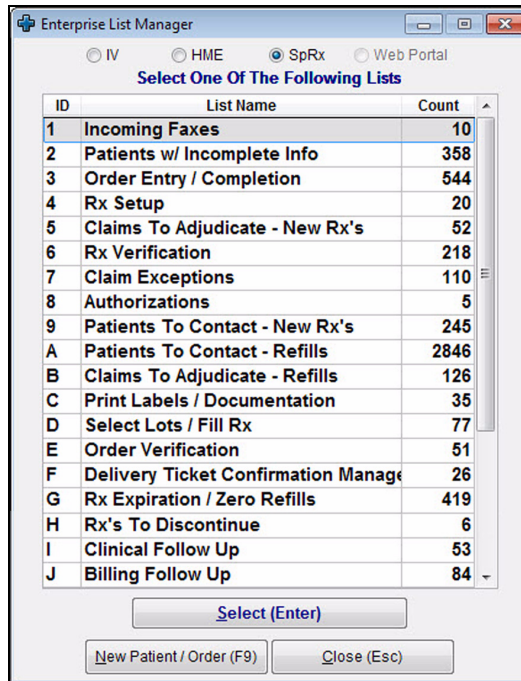 Enterprise List Manager
IV HME SpRx Web Portal
Select One Of The Following Lists
ID List Name Count
1 Incoming Faxes 10
2 Patients w/ Incomplete Info 358
3 Order Entry / Completion 544
4 Rx Setup 20
5 Claims To Adjudicate - New Rx's 52
6 Rx Verification 218
7 Claim Exceptions 110
8 Authorizations 5
9 Patients To Contact - New Rx's 245
A Patients To Contact - Refills 2846
B Claims To Adjudicate - Refills 126
C Print Labels / Documentation 35
D Select Lots / Fill Rx 77
E Order Verification 51
F Delivery Ticket Confirmation Manage 26
G Rx Expiration / Zero Refills 419
H Rx's To Discontinue 6
I Clinical Follow Up 53
J Billing Follow Up 84
Select (Enter)
New Patient / Order (F9) Close (Esc)